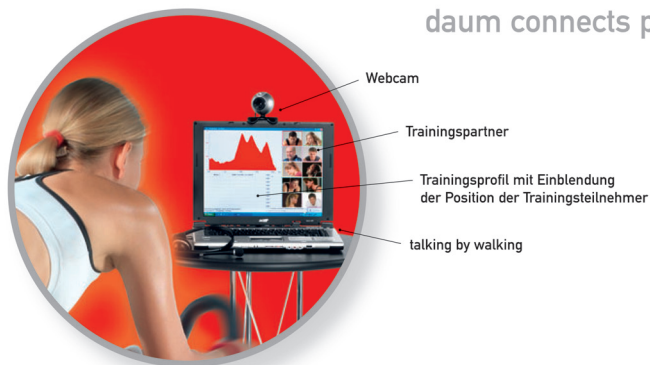 daum connects p
Webcam
Trainingspartner
Trainingsprofil mit Einblendung
der Position der Trainingsteilnehmer
talking by walking